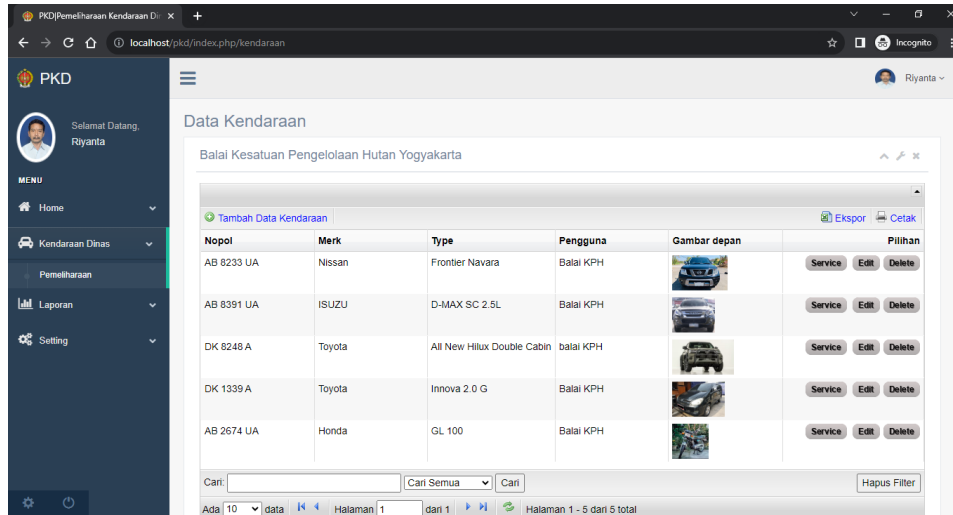 PKD|Pemeliharaan Kendaraan Din
localhost/pkd/index.php/kendaraan
Incognito
PKD
Riyanta
Selamat Datang,
Riyanta
MENU
Home
Kendaraan Dinas
Pemeliharaan
Laporan
Setting
Data Kendaraan
Balai Kesatuan Pengelolaan Hutan Yogyakarta
Tambah Data Kendaraan Ekspor Cetak
Nopol Merk Type Pengguna Gambar depan Pilihan
AB 8233 UA Nissan Frontier Navara Balai KPH Service Edit Delete
AB 8391 UA ISUZU D-MAX SC 2.5L Balai KPH Service Edit Delete
DK 8248 A Toyota All New Hilux Double Cabin balai KPH Service Edit Delete
DK 1339 A Toyota Innova 2.0 G Balai KPH Service Edit Delete
AB 2674 UA Honda GL 100 Balai KPH Service Edit Delete
Cari: Cari Semua Cari Hapus Filter
Ada 10 data Halaman 1 dari 1 Halaman 1 - 5 dari 5 total